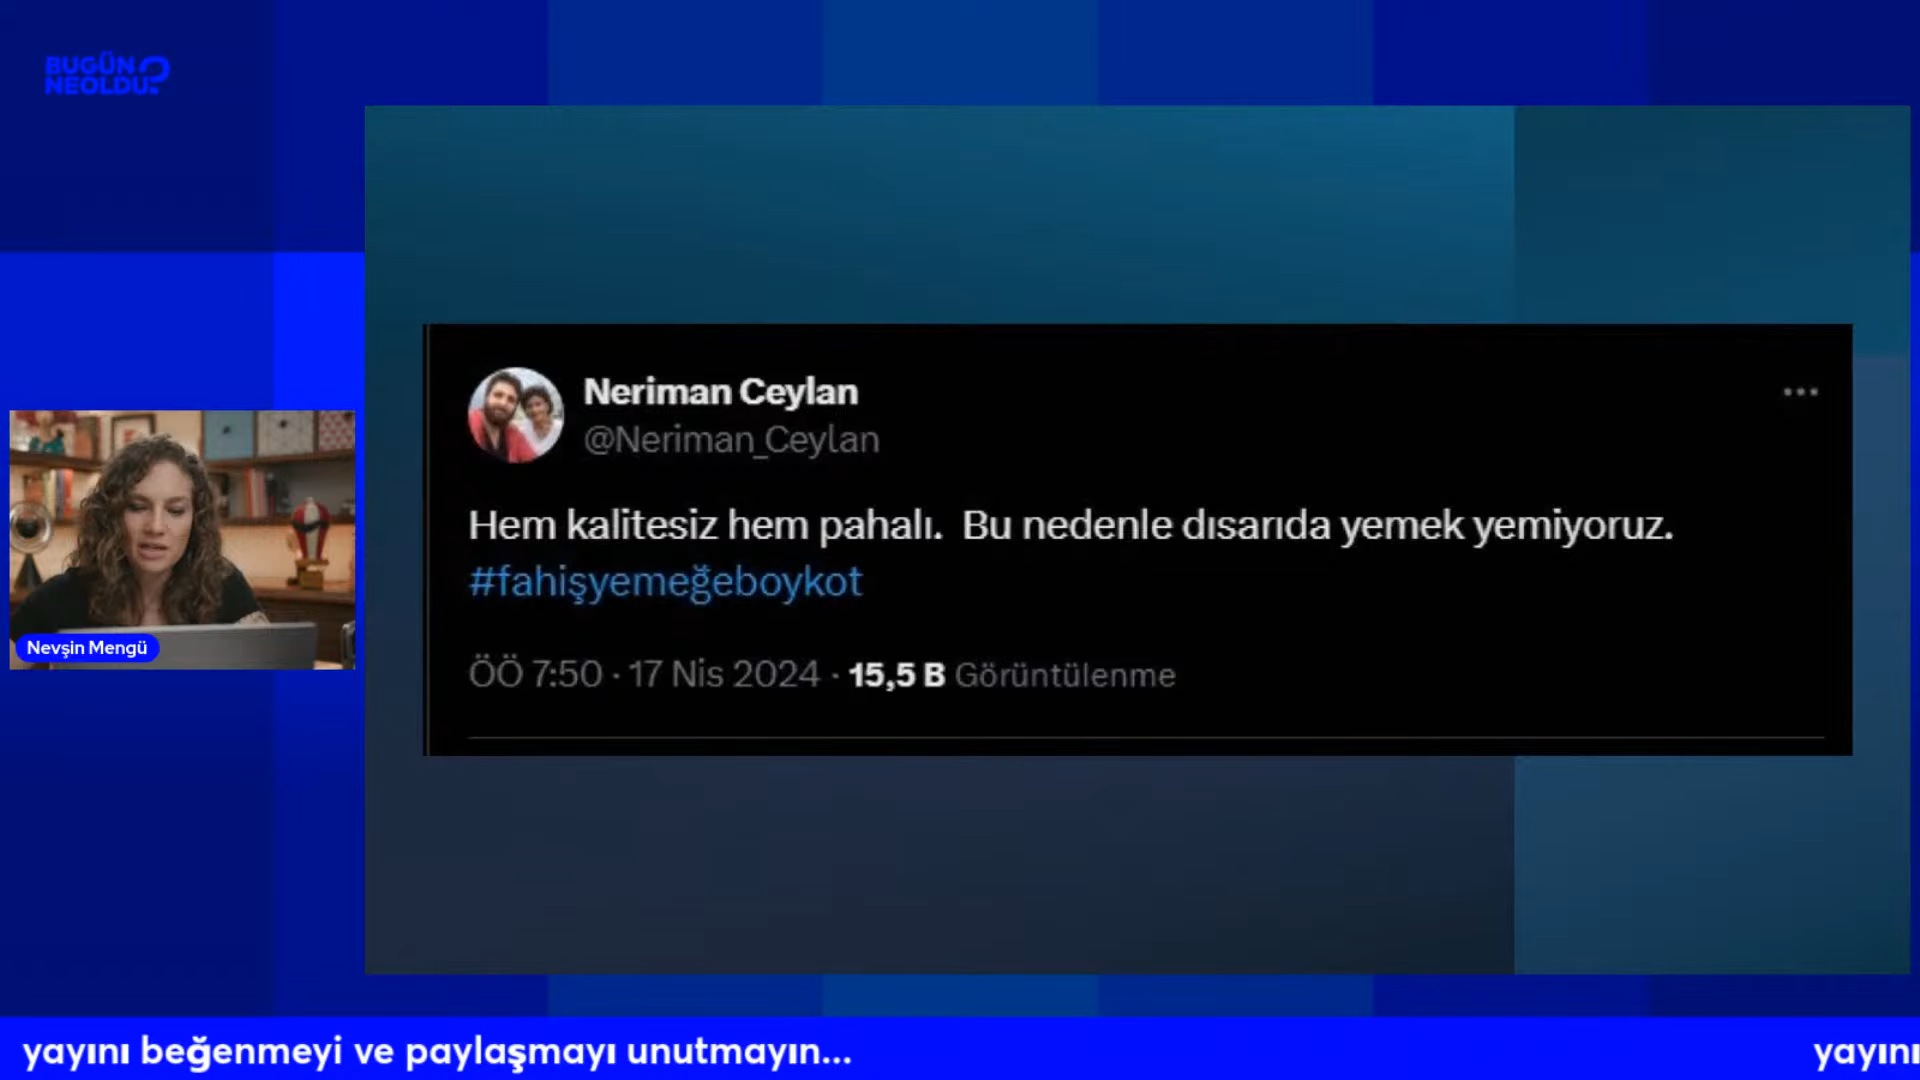 BUGÜN
NEOLDU?
Neriman Ceylan
@Neriman_Ceylan
Hem kalitesiz hem pahalı. Bu nedenle dısarıda yemek yemiyoruz.
#fahişyemeğeboykot
ÖÖ 7:50 · 17 Nis 2024 · 15,5 B Görüntülenme
Nevşin Mengü
yayını beğenmeyi ve paylaşmayı unutmayın... yayını